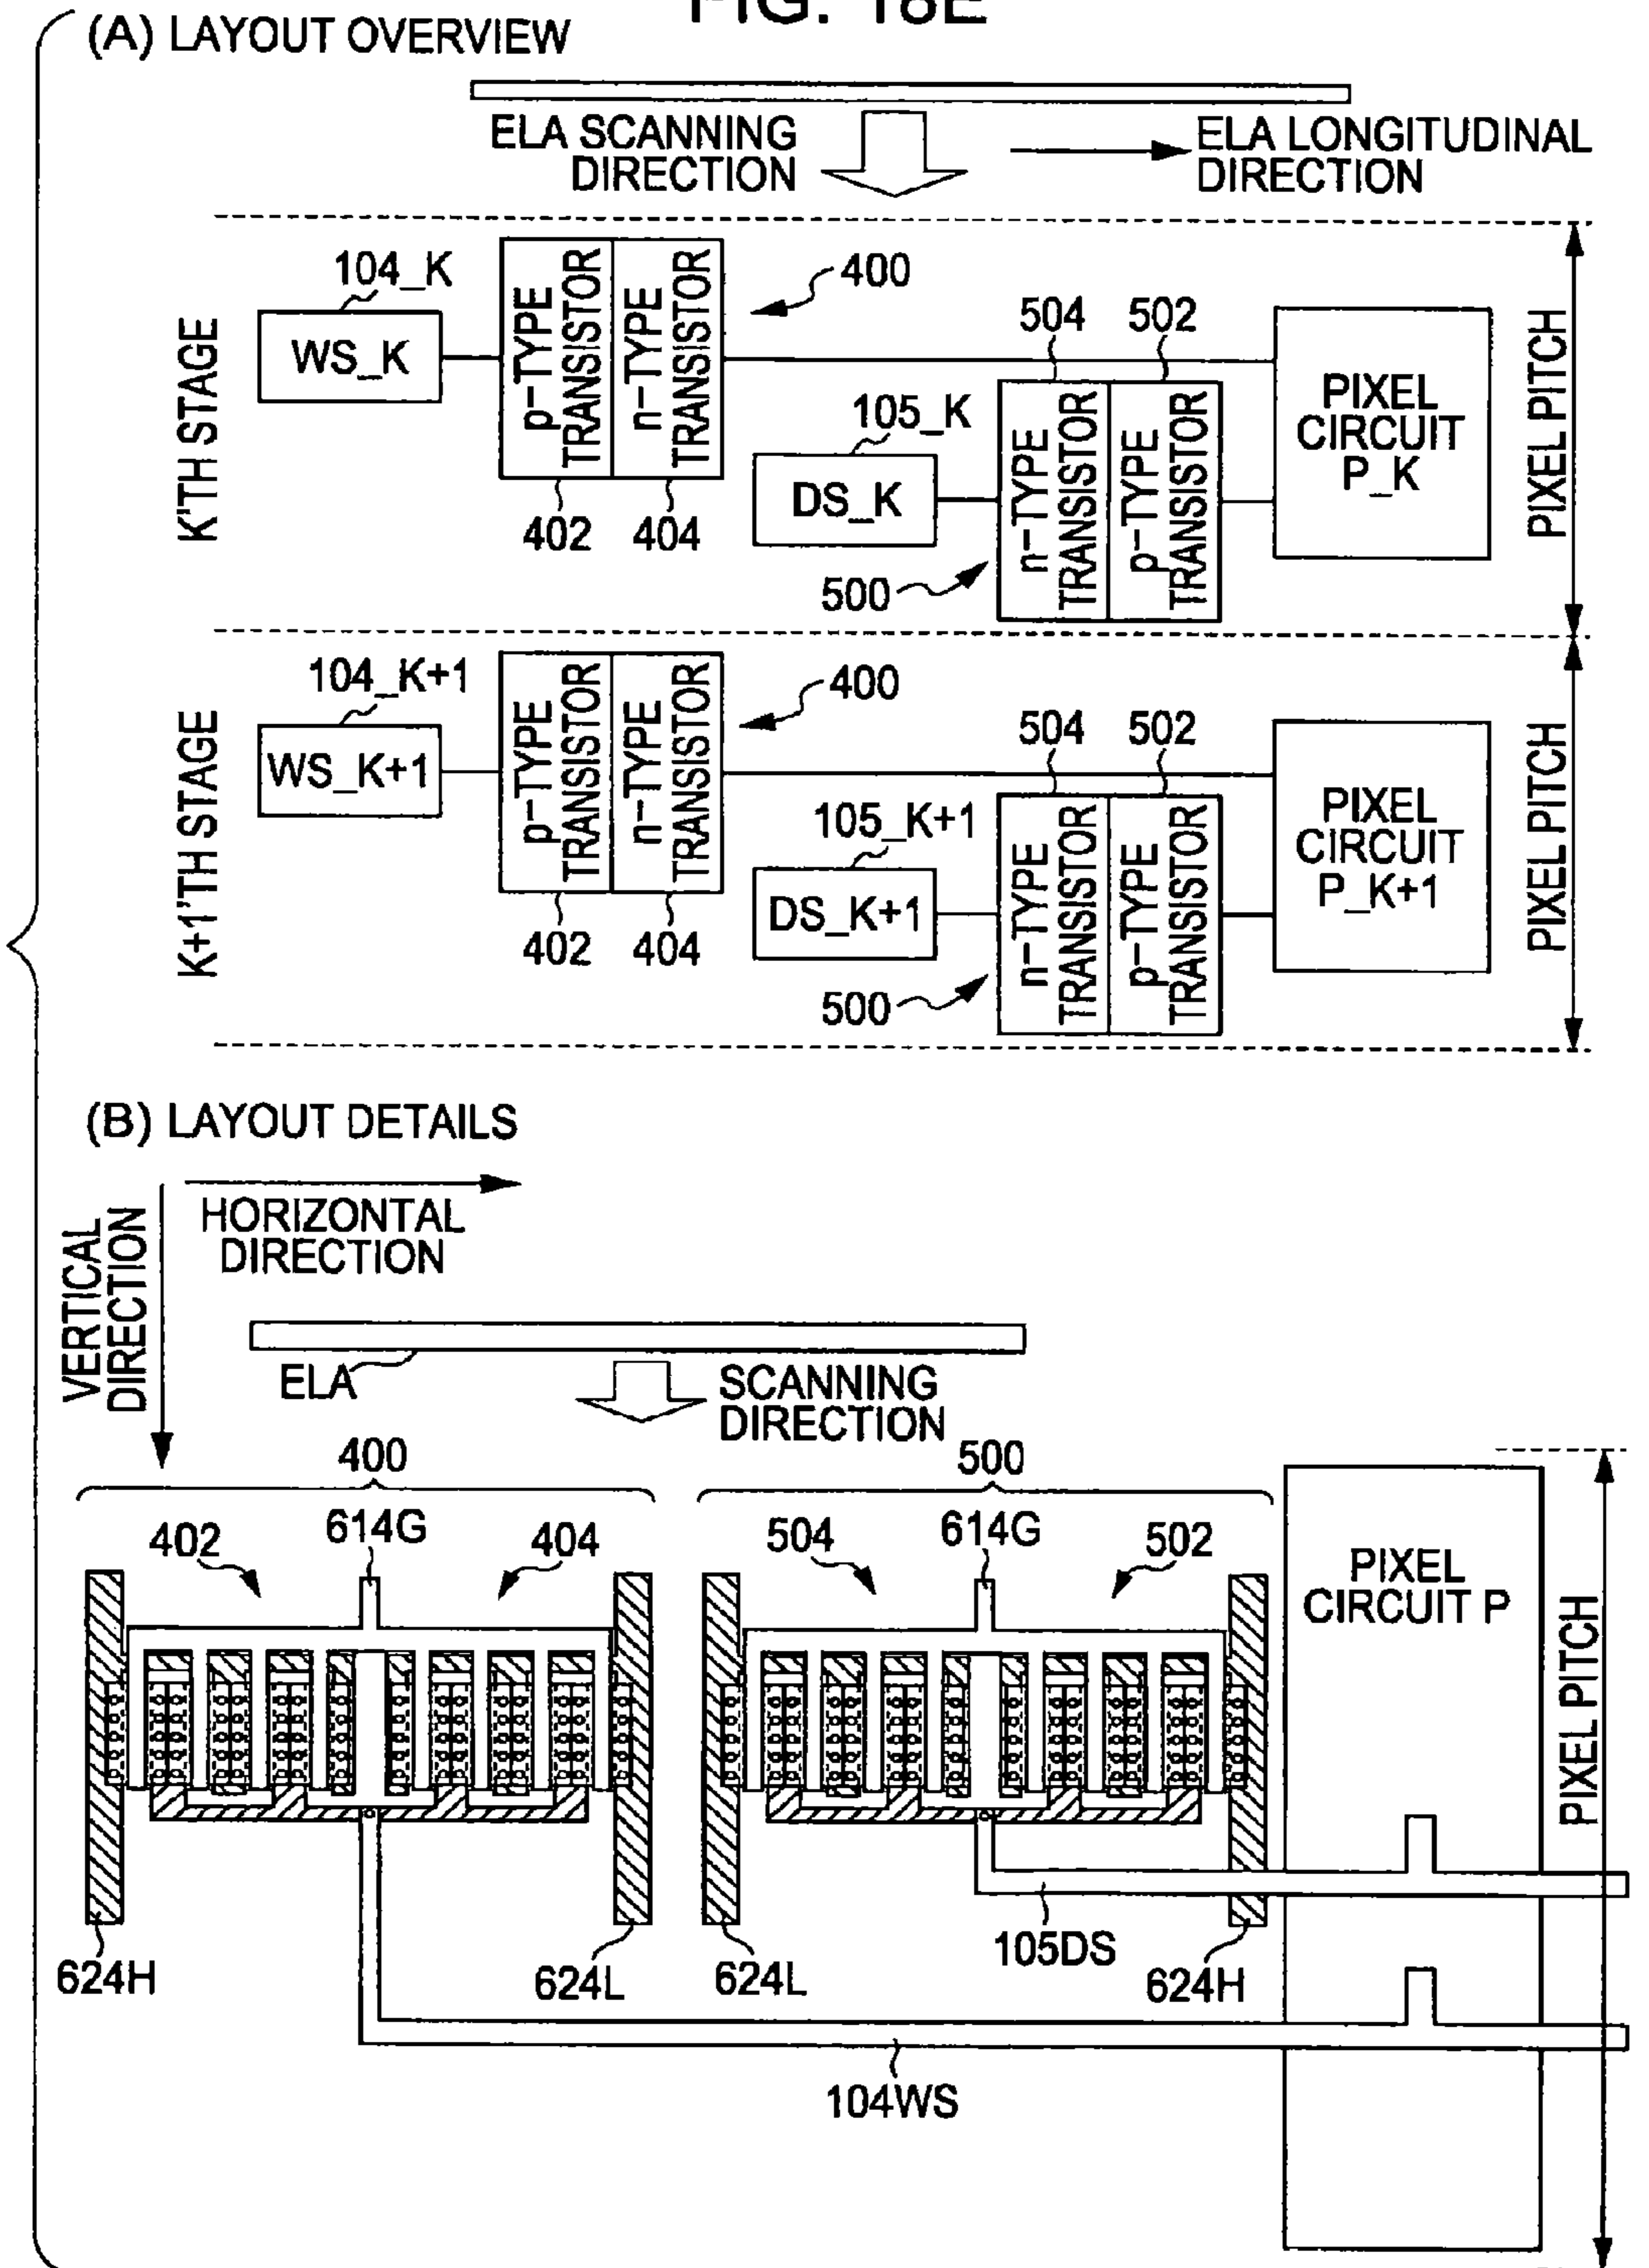 FIG. 18E
(A) LAYOUT OVERVIEW
ELA SCANNING
DIRECTION
ELA LONGITUDINAL
DIRECTION
K'TH STAGE
104_K
WS_K
p-TYPE
TRANSISTOR
n-TYPE
TRANSISTOR
400
402
404
105_K
DS_K
504
502
n-TYPE
TRANSISTOR
p-TYPE
TRANSISTOR
500
PIXEL
CIRCUIT
P_K
PIXEL PITCH
K+1'TH STAGE
104_K+1
WS_K+1
p-TYPE
TRANSISTOR
n-TYPE
TRANSISTOR
400
402
404
105_K+1
DS_K+1
504
502
n-TYPE
TRANSISTOR
p-TYPE
TRANSISTOR
500
PIXEL
CIRCUIT
P_K+1
PIXEL PITCH
(B) LAYOUT DETAILS
VERTICAL
DIRECTION
HORIZONTAL
DIRECTION
ELA
SCANNING
DIRECTION
400
500
402
614G
404
504
614G
502
PIXEL
CIRCUIT P
PIXEL PITCH
624H
624L
624L
105DS
624H
104WS